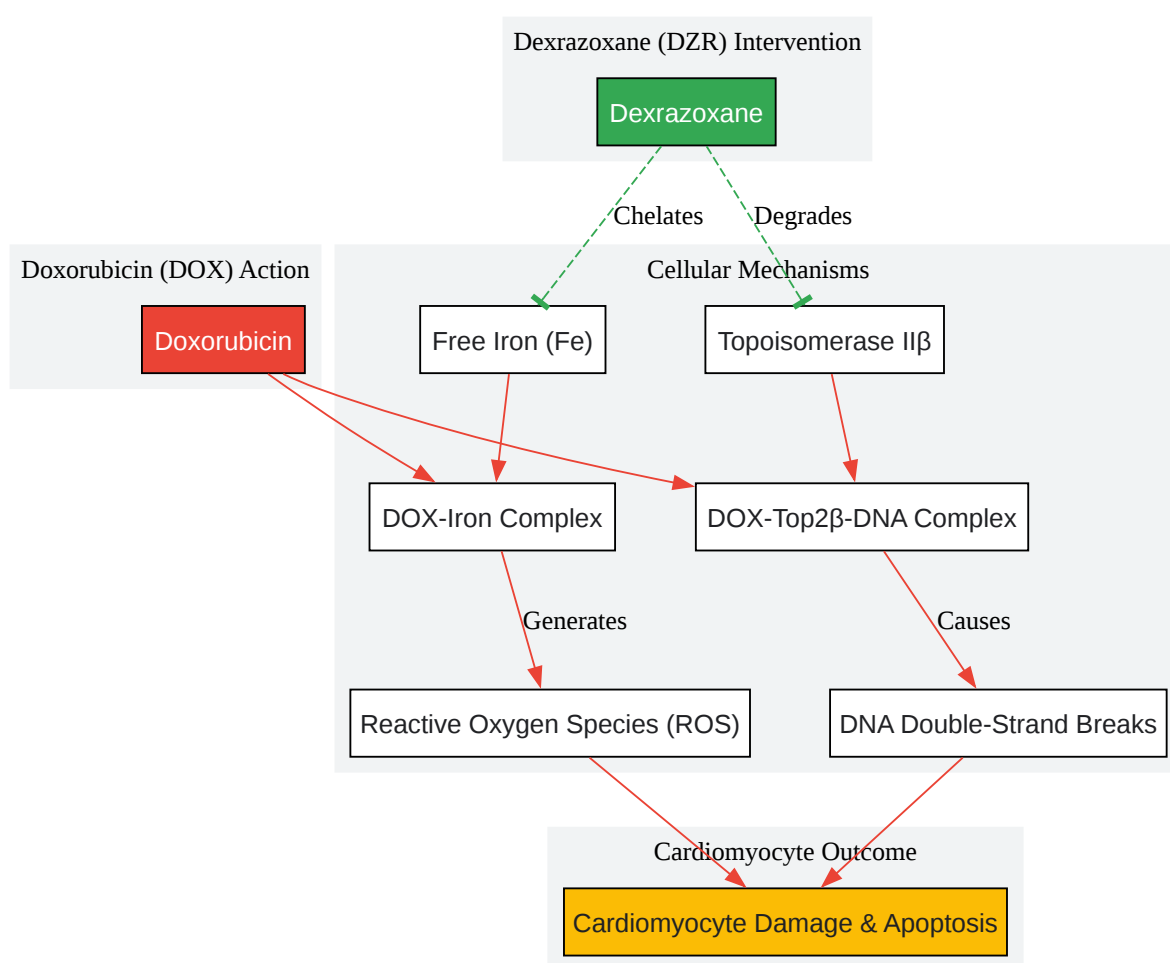 Dexrazoxane (DZR) Intervention
Dexrazoxane
Chelates
Degrades
Doxorubicin (DOX) Action
Cellular Mechanisms
Doxorubicin
Free Iron (Fe)
Topoisomerase IIβ
DOX-Iron Complex
DOX-Top2β-DNA Complex
Generates
Causes
Reactive Oxygen Species (ROS)
DNA Double-Strand Breaks
Cardiomyocyte Outcome
Cardiomyocyte Damage & Apoptosis